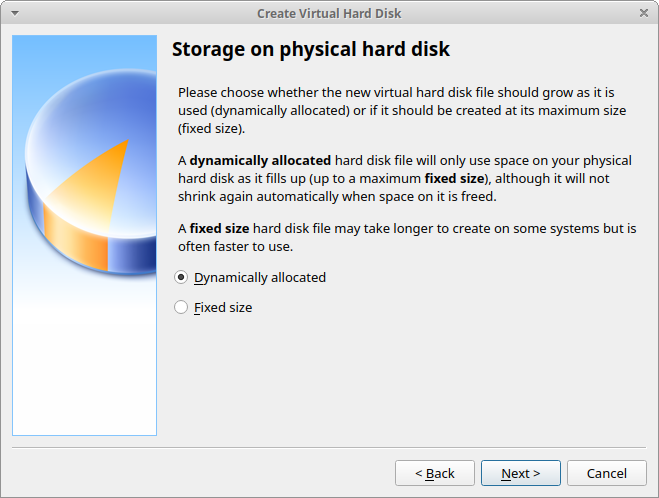 Create Virtual Hard Disk
Storage on physical hard disk
Please choose whether the new virtual hard disk file should grow as it is
used (dynamically allocated) or if it should be created at its maximum size
(fixed size).
A dynamically allocated hard disk file will only use space on your physical
hard disk as it fills up (up to a maximum fixed size), although it will not
shrink again automatically when space on it is freed.
A fixed size hard disk file may take longer to create on some systems but is
often faster to use.
Dynamically allocated
Fixed size
< Back
Next >
Cancel